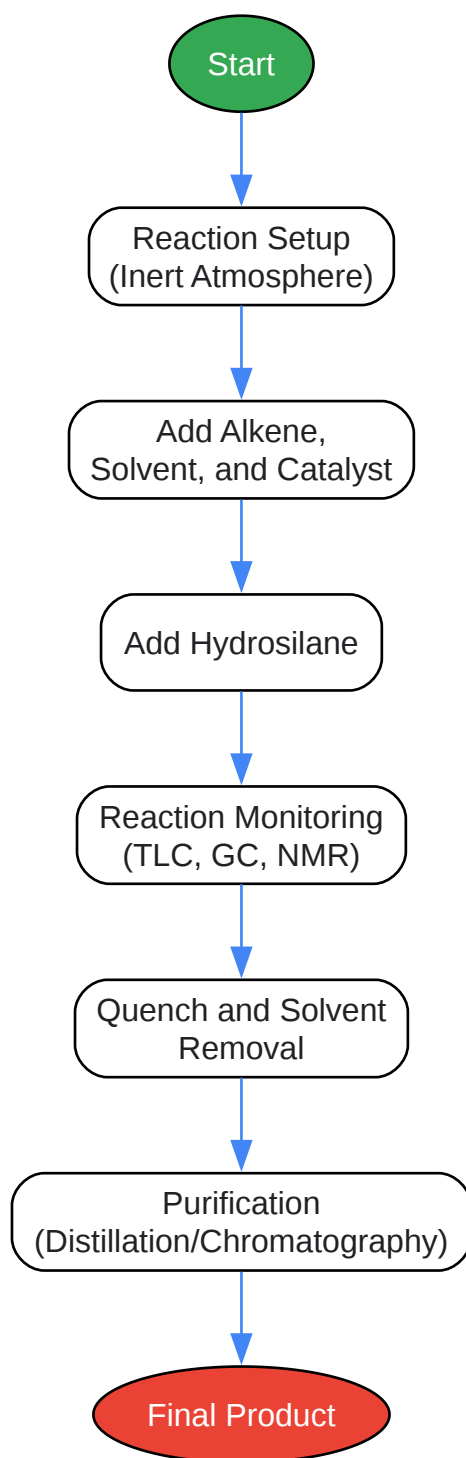 Start
Reaction Setup
(Inert Atmosphere)
Add Alkene,
Solvent, and Catalyst
Add Hydrosilane
Reaction Monitoring
(TLC, GC, NMR)
Quench and Solvent
Removal
Purification
(Distillation/Chromatography)
Final Product